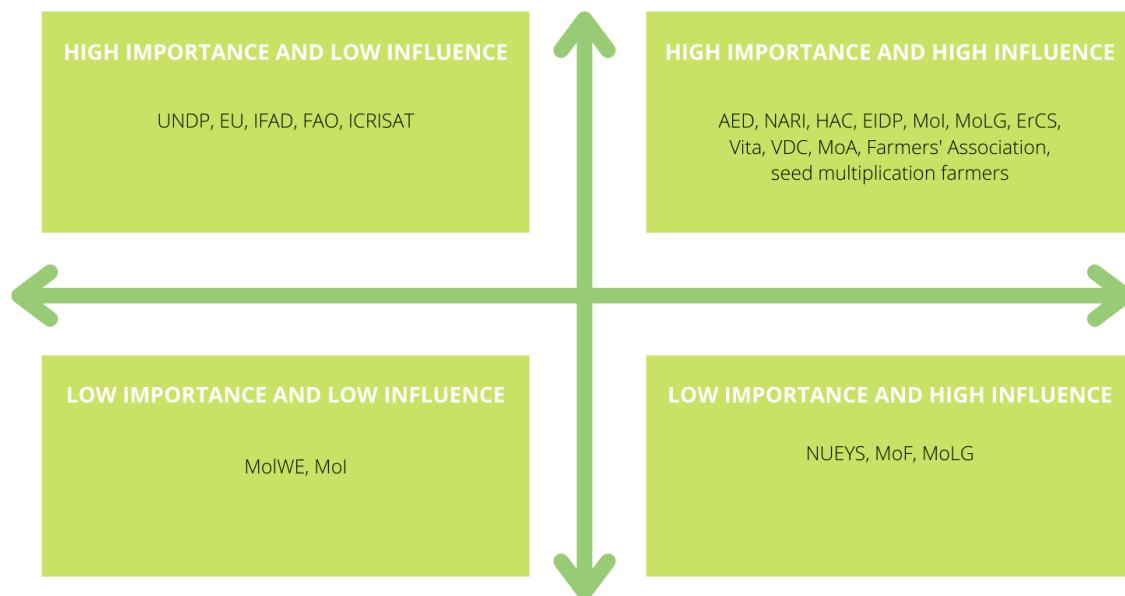 HIGH IMPORTANCE AND LOW INFLUENCE
UNDP, EU, IFAD, FAO, ICRISAT
HIGH IMPORTANCE AND HIGH INFLUENCE
AED, NARI, HAC, EIDP, MoI, MoLG, ErCS,
Vita, VDC, MoA, Farmers' Association,
seed multiplication farmers
LOW IMPORTANCE AND LOW INFLUENCE
MolWE, MoI
LOW IMPORTANCE AND HIGH INFLUENCE
NUEYS, MoF, MoLG